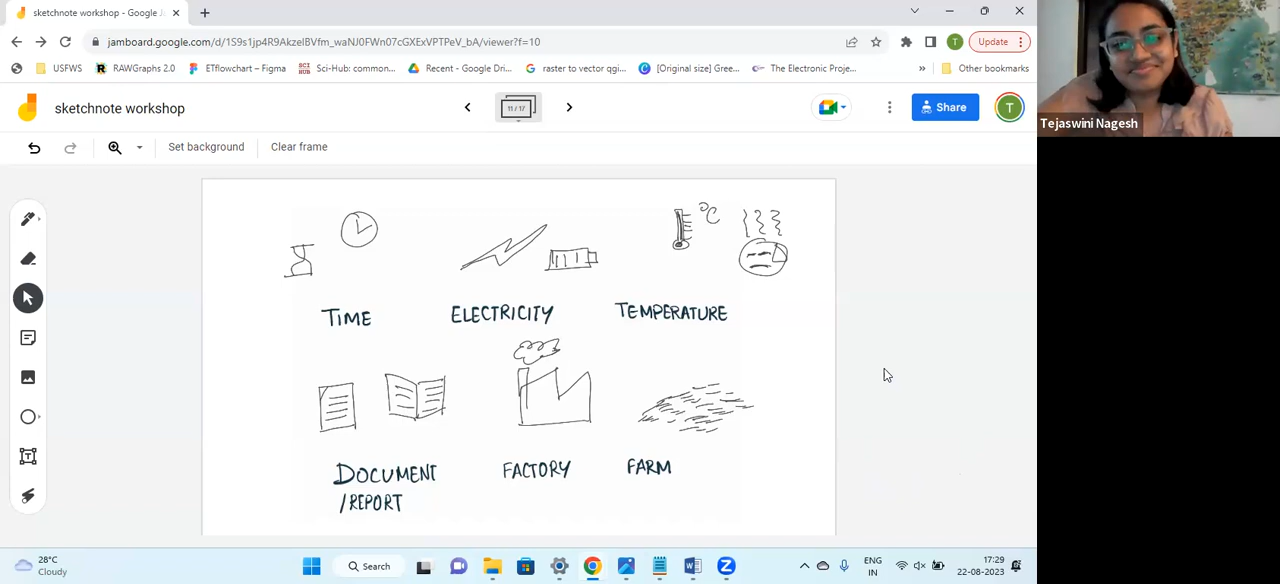 sketchnote workshop - Google J
jamboard.google.com/d/1S9s1jp4R9AkzelBVfm_waNJ0FWn07cGXExVPTPeV_bA/viewer?f=10
T
Update
USFWS
RAWGraphs 2.0
ETflowchart – Figma
Sci-Hub: common...
Recent – Google Dri...
raster to vector qgi...
[Original size] Gree...
The Electronic Proje...
»
Other bookmarks
sketchnote workshop
11 / 17
Share
T
Set background
Clear frame
Tejaswini Nagesh
°C
TIME
ELECTRICITY
TEMPERATURE
DOCUMENT
/REPORT
FACTORY
FARM
28°C
Cloudy
Search
ENG
IN
17:29
22-08-2023